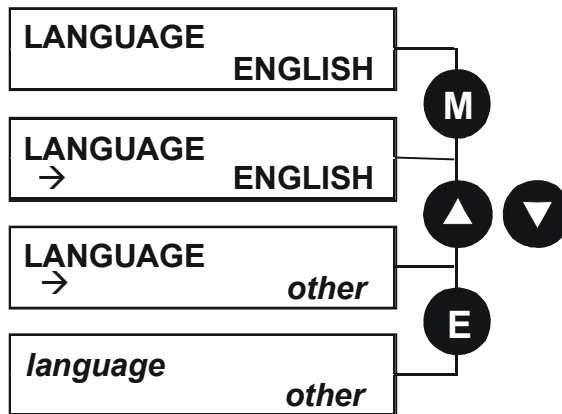 LANGUAGE
ENGLISH
M
LANGUAGE
→ ENGLISH
▲ ▼
LANGUAGE
→ other
E
language
other